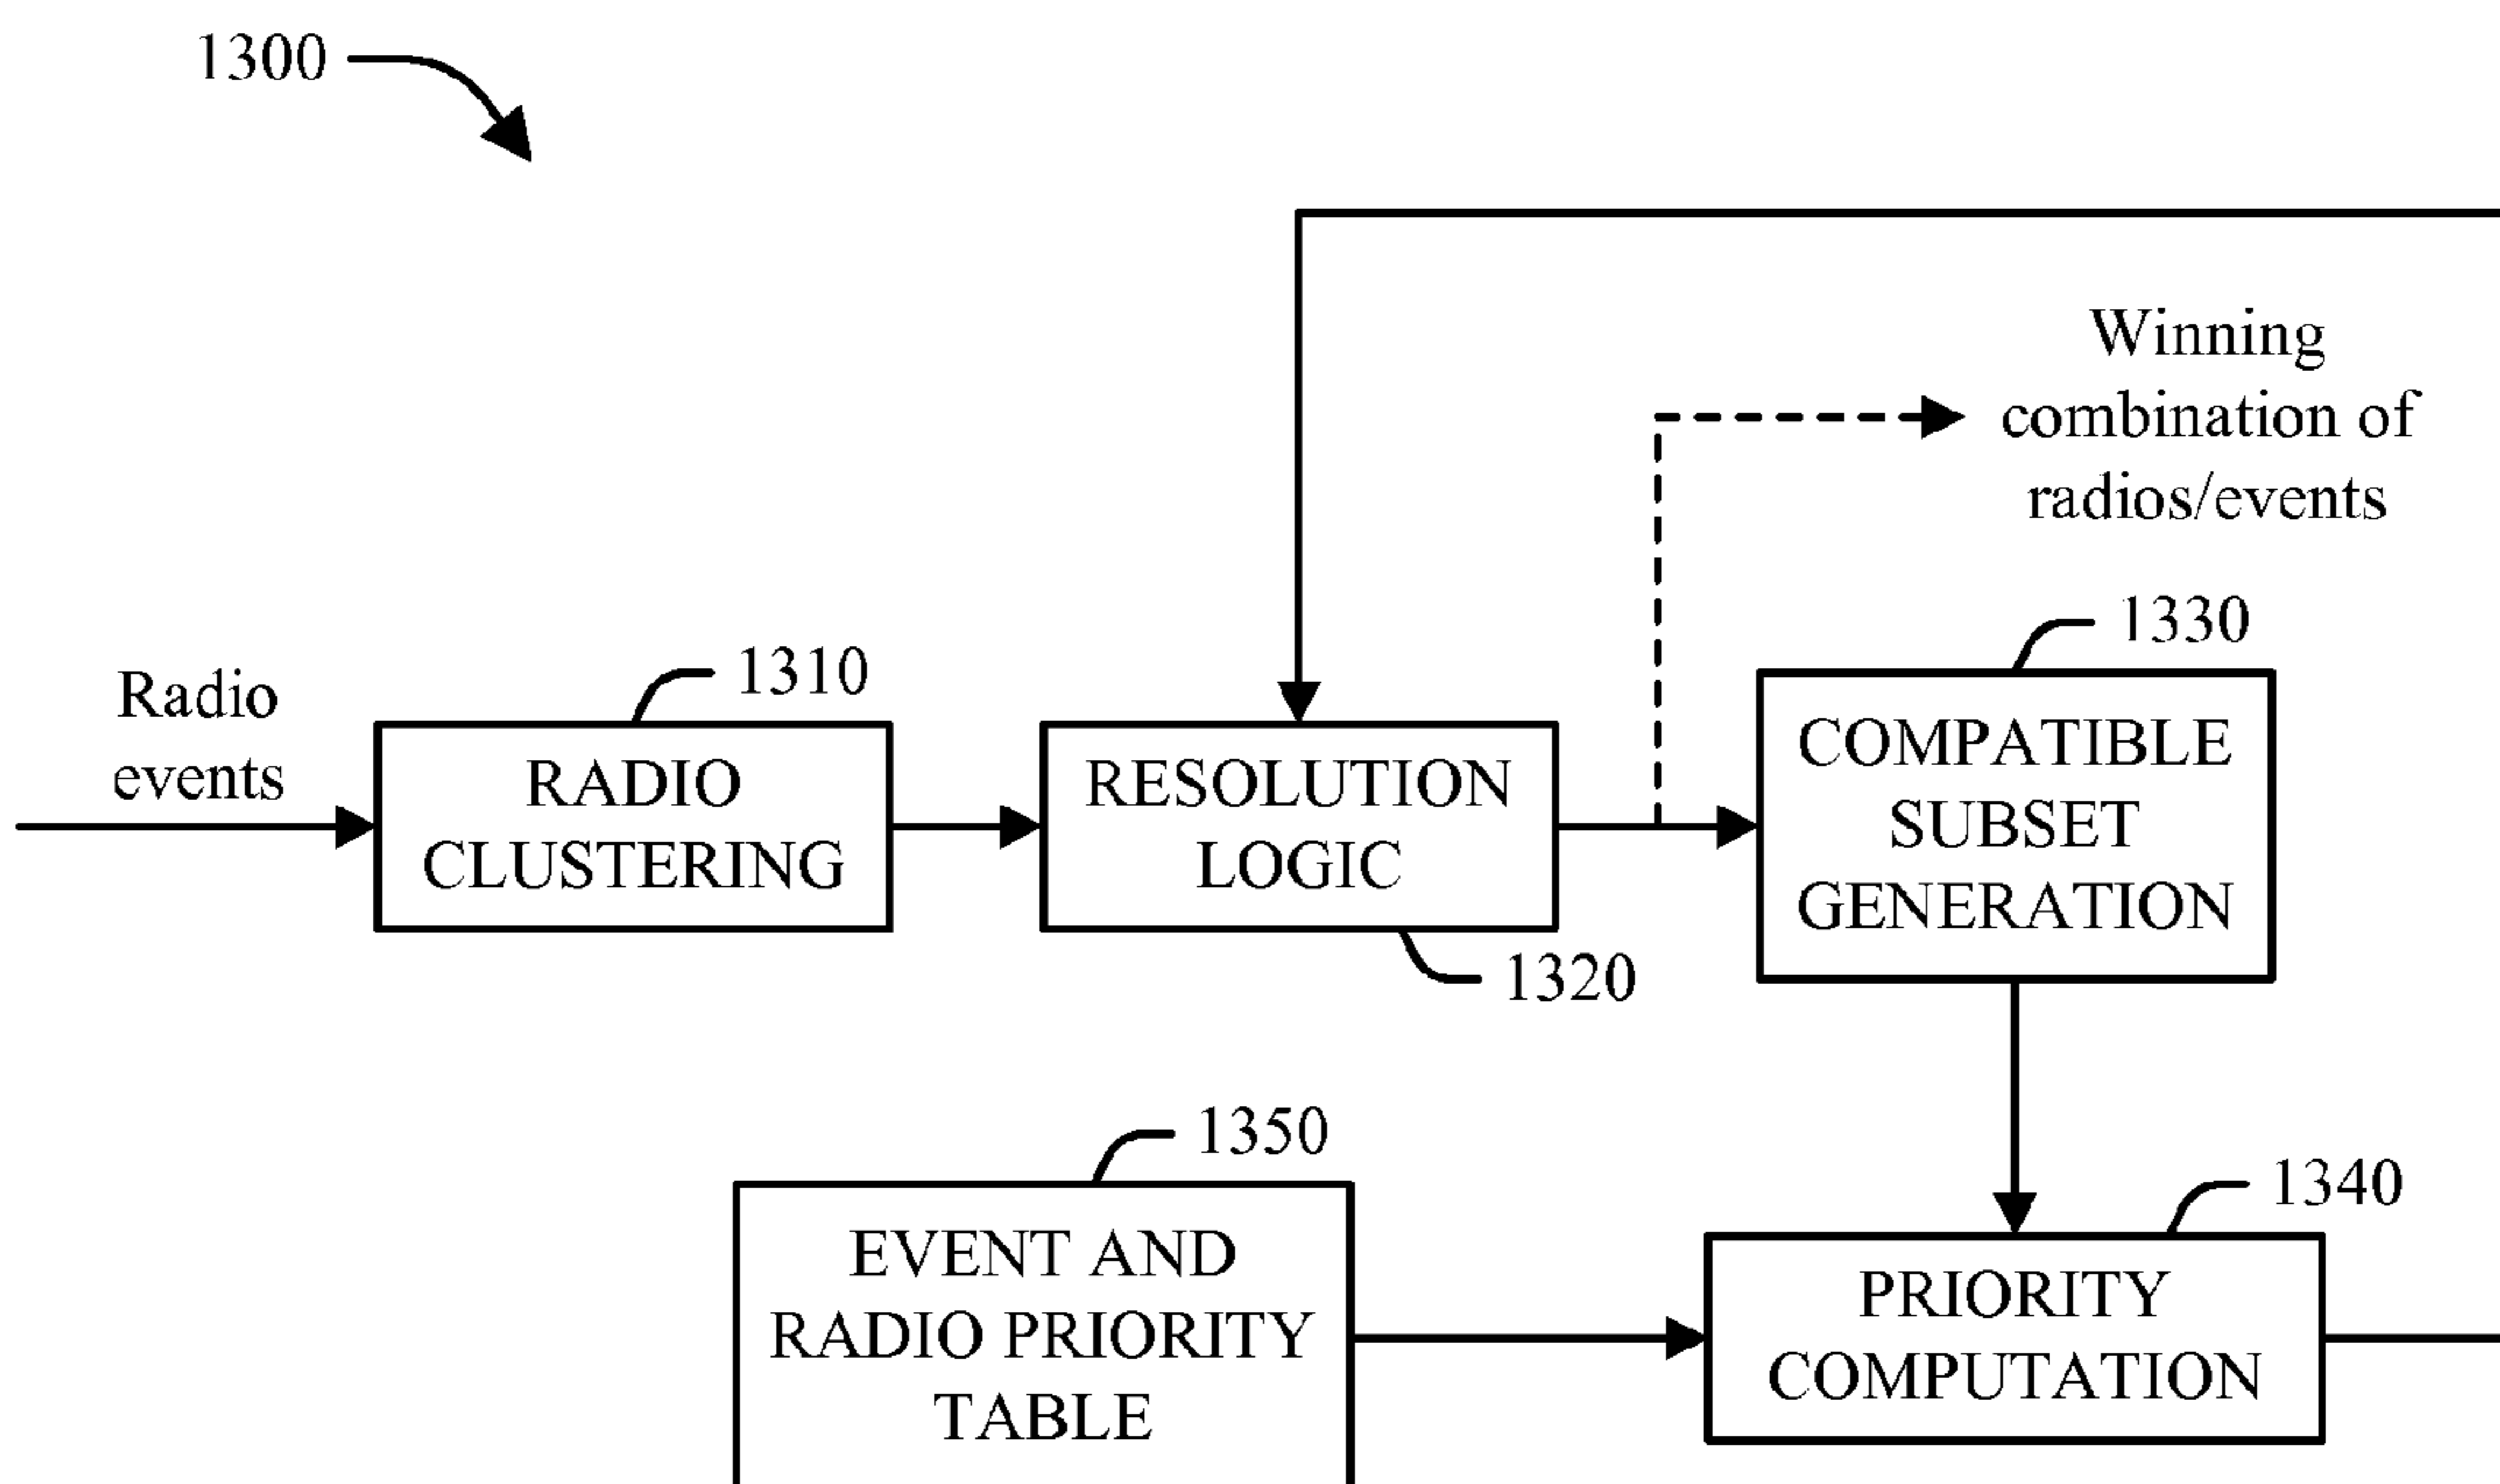 1300
Winning
combination of
radios/events
1330
1310
Radio
events
RADIO
CLUSTERING
RESOLUTION
LOGIC
COMPATIBLE
SUBSET
GENERATION
1320
1350
1340
EVENT AND
RADIO PRIORITY
TABLE
PRIORITY
COMPUTATION